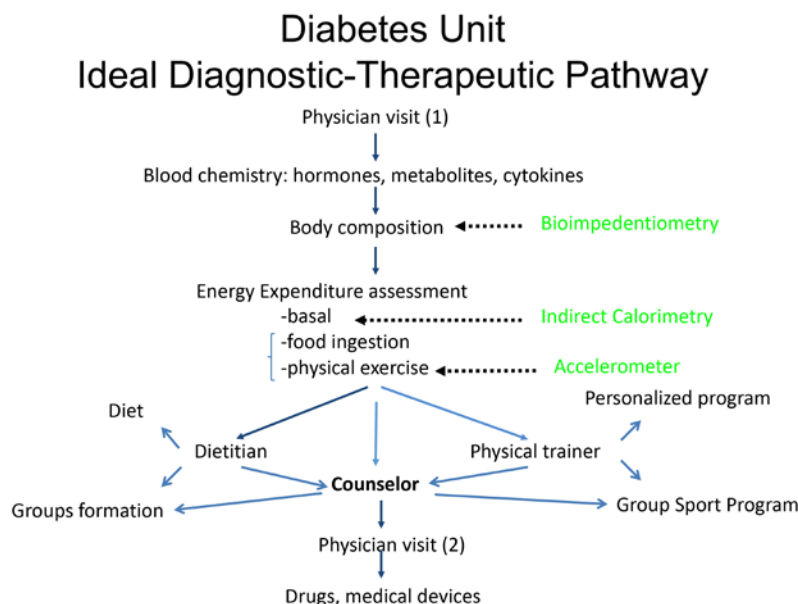 Diabetes Unit
Ideal Diagnostic-Therapeutic Pathway
Physician visit (1)
Blood chemistry: hormones, metabolites, cytokines
Body composition
Bioimpedentiometry
Energy Expenditure assessment
-basal
Indirect Calorimetry
-food ingestion
-physical exercise
Accelerometer
Diet
Personalized program
Dietitian
Physical trainer
Counselor
Groups formation
Group Sport Program
Physician visit (2)
Drugs, medical devices